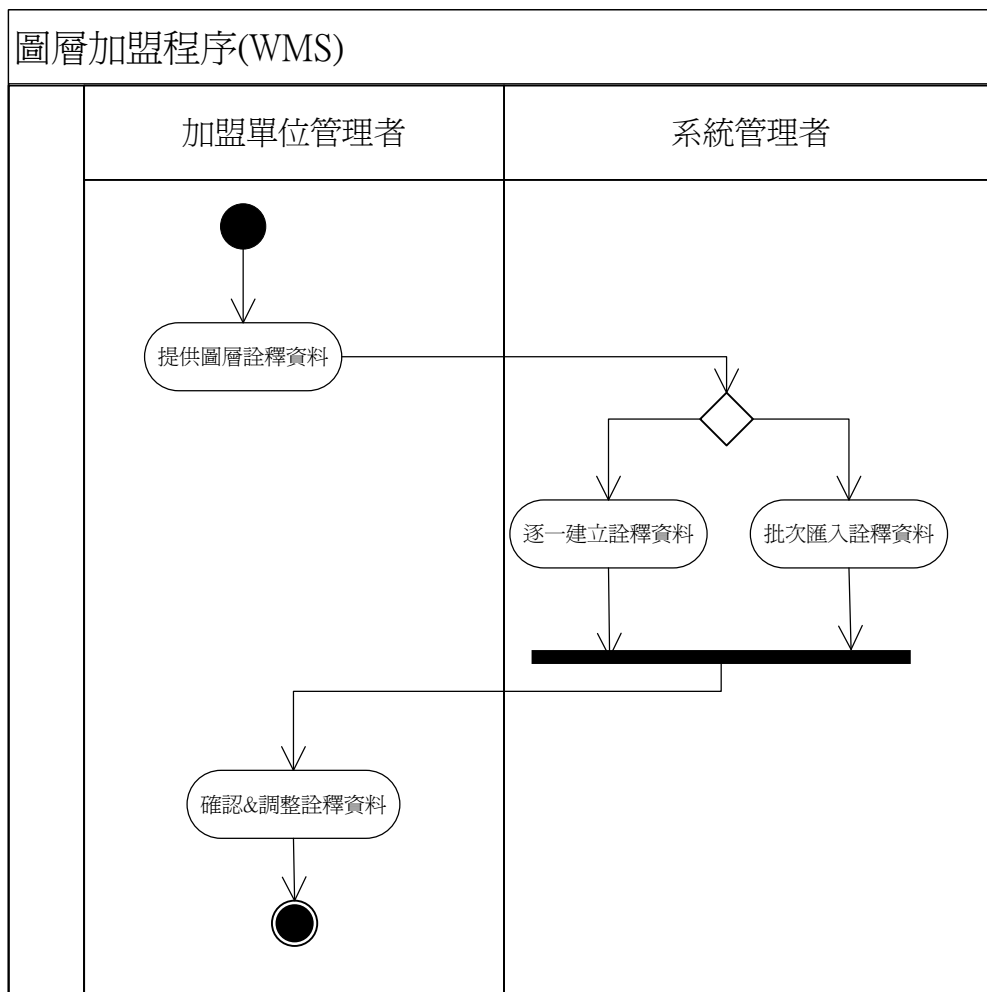 圖層加盟程序(WMS)
加盟單位管理者
系統管理者
提供圖層詮釋資料
逐一建立詮釋資料
批次匯入詮釋資料
確認&調整詮釋資料